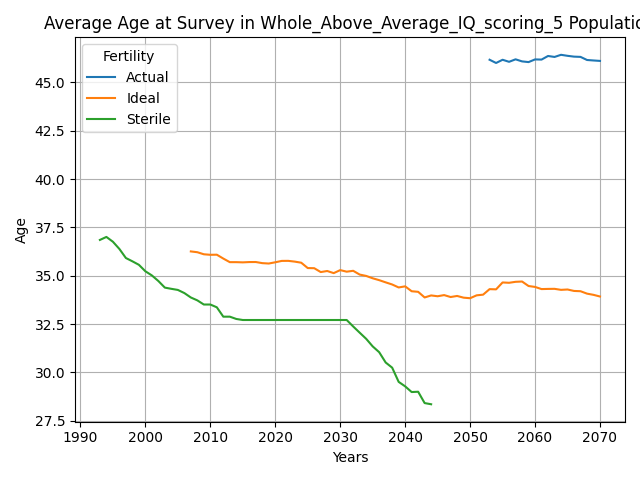 Average Age at Survey in Whole_Above_Average_IQ_scoring_5 Populatio
Fertility
Actual
Ideal
Sterile
45.0
42.5
40.0
37.5
35.0
32.5
30.0
27.5
Age
1990 2000 2010 2020 2030 2040 2050 2060 2070
Years